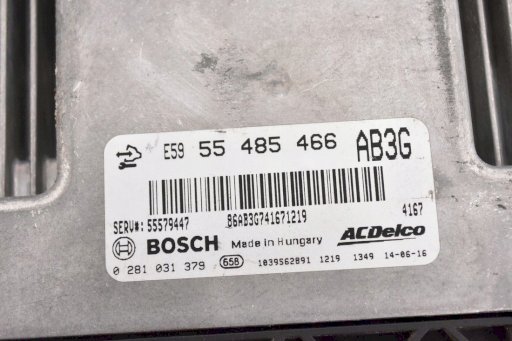 E59 55 485 466 AB3G
SERV#: 55579447 B6AB3G741671219 4167
BOSCH Made in Hungary ACDelco
0 281 031 379 658 1039S62891 1219 1349 14-06-16